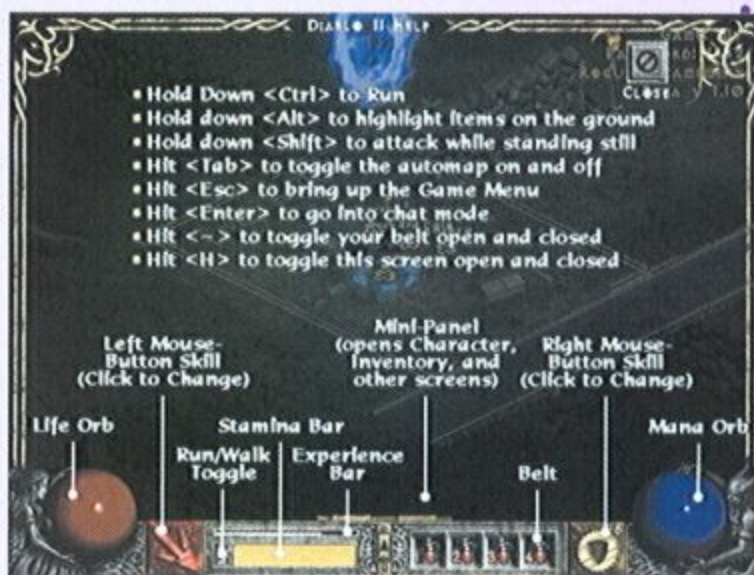 Diablo II Help
Close
Hold Down <Ctrl> to Run
Hold down <Alt> to highlight items on the ground
Hold down <Shift> to attack while standing still
Hit <Tab> to toggle the automap on and off
Hit <Esc> to bring up the Game Menu
Hit <Enter> to go into chat mode
Hit <~> to toggle your belt open and closed
Hit <H> to toggle this screen open and closed
Left Mouse-
Button Skill
(Click to Change)
Mini-Panel
(opens Character,
Inventory, and
other screens)
Right Mouse-
Button Skill
(Click to Change)
Life Orb
Stamina Bar
Mana Orb
Run/Walk
Toggle
Experience
Bar
Belt
1
2
3
4